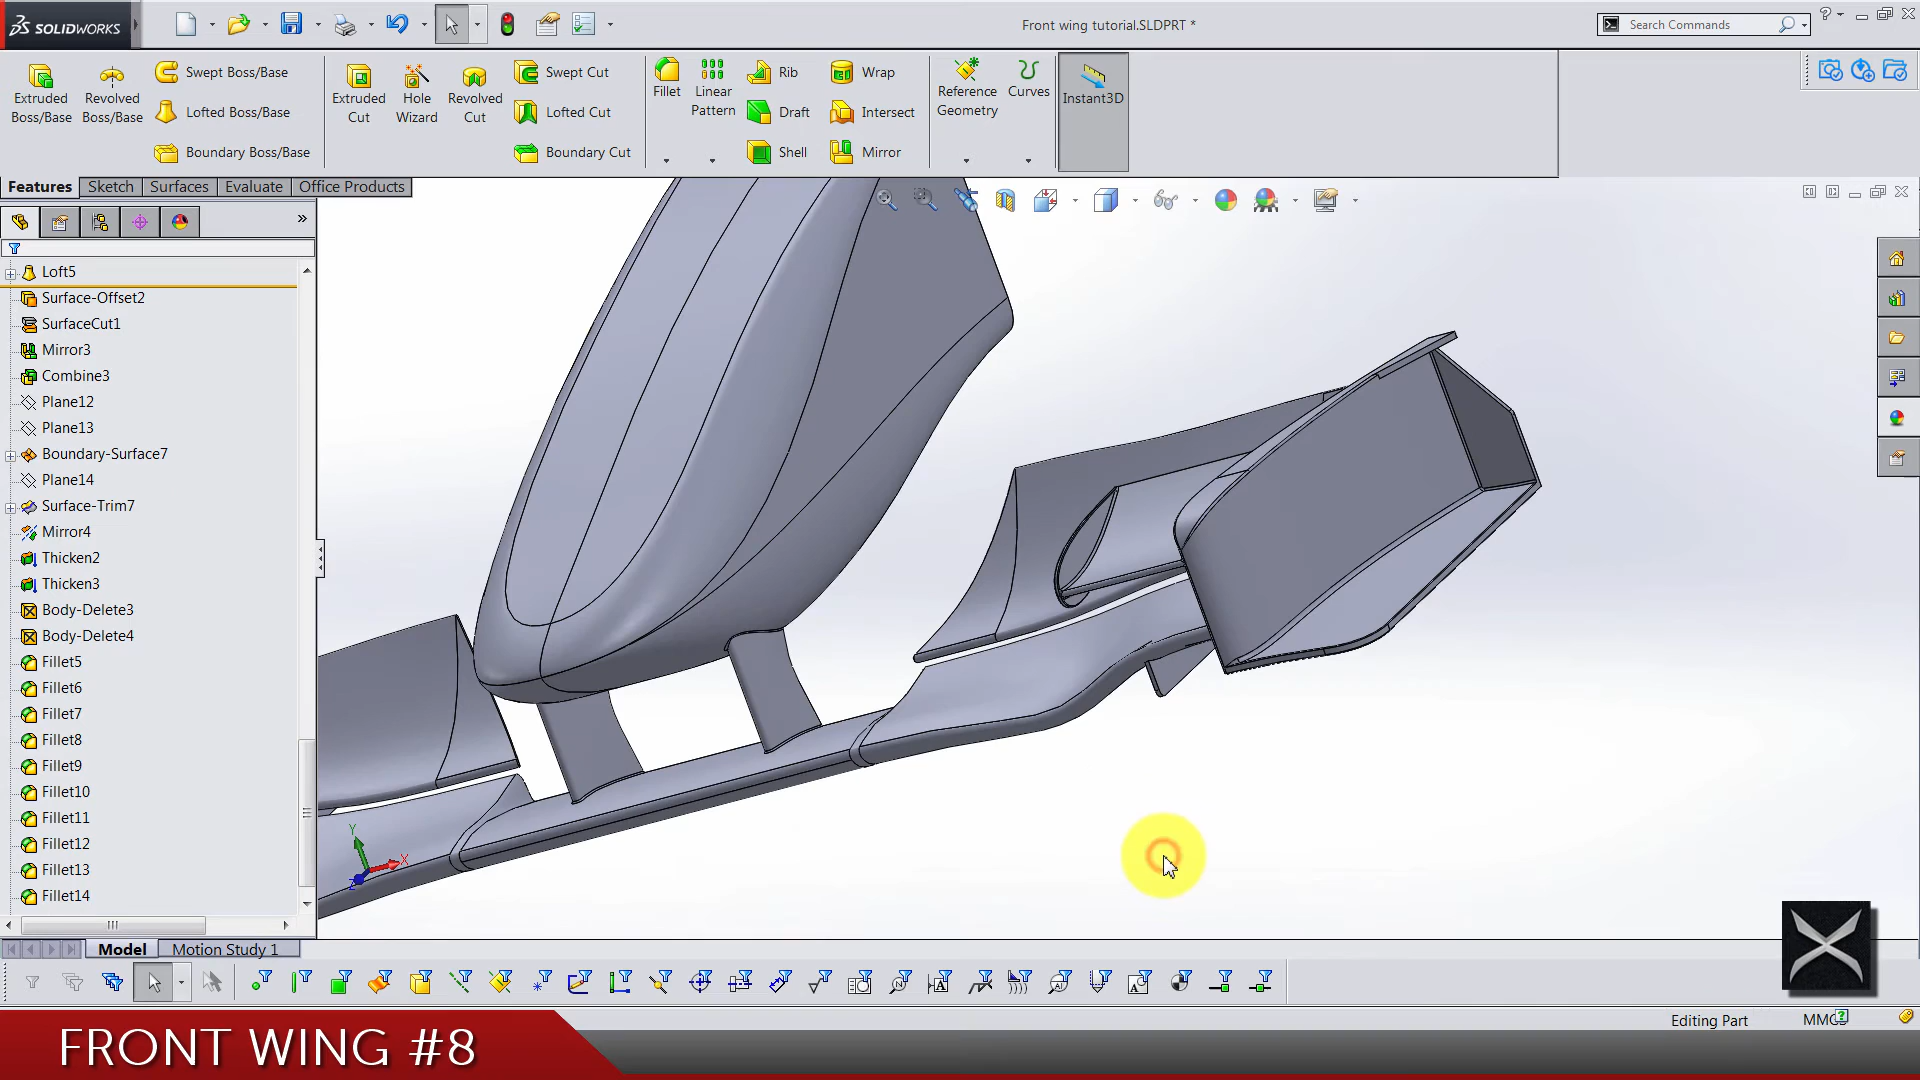 SOLIDWORKS
Front wing tutorial.SLDPRT *
Search Commands
Extruded Boss/Base
Revolved Boss/Base
Swept Boss/Base
Lofted Boss/Base
Boundary Boss/Base
Extruded Cut
Hole Wizard
Revolved Cut
Swept Cut
Lofted Cut
Boundary Cut
Fillet
Linear Pattern
Rib
Draft
Shell
Wrap
Intersect
Mirror
Reference Geometry
Curves
Instant3D
Features
Sketch
Surfaces
Evaluate
Office Products
Loft5
Surface-Offset2
SurfaceCut1
Mirror3
Combine3
Plane12
Plane13
Boundary-Surface7
Plane14
Surface-Trim7
Mirror4
Thicken2
Thicken3
Body-Delete3
Body-Delete4
Fillet5
Fillet6
Fillet7
Fillet8
Fillet9
Fillet10
Fillet11
Fillet12
Fillet13
Fillet14
Y
X
Z
Model
Motion Study 1
Editing Part
FRONT WING #8